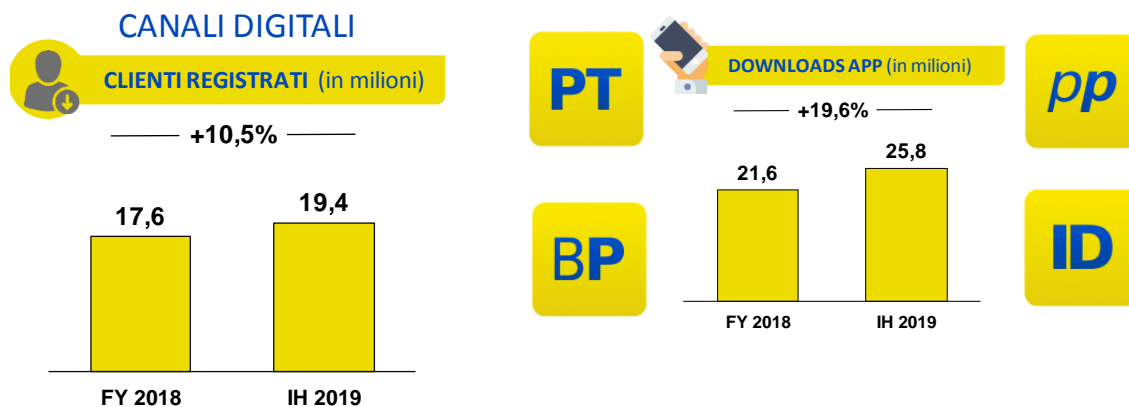 CANALI DIGITALI
CLIENTI REGISTRATI (in milioni)
+10,5%
17,6
19,4
FY 2018
IH 2019
PT
BP
DOWNLOADS APP (in milioni)
+19,6%
21,6
25,8
FY 2018
IH 2019
pp
ID